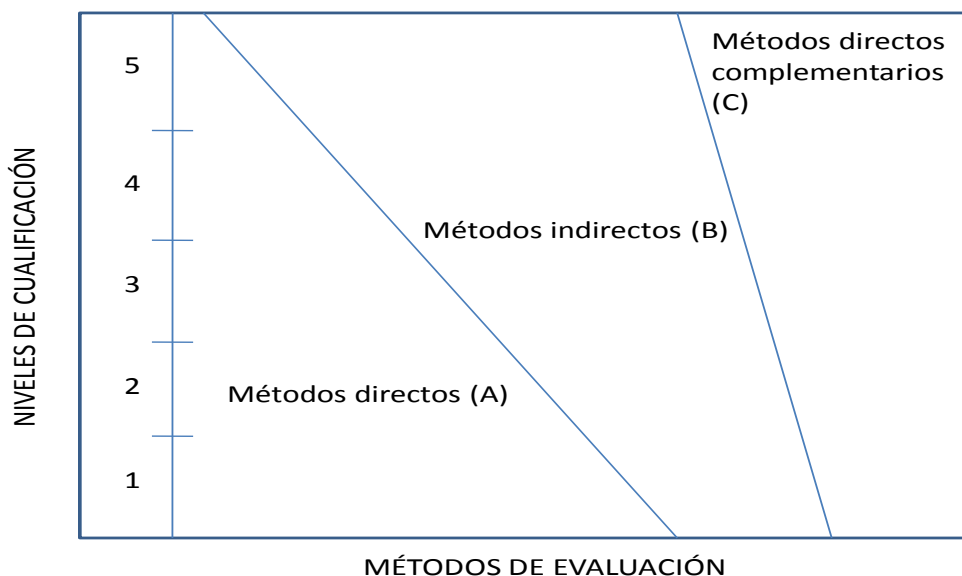 NIVELES DE CUALIFICACIÓN
5
4
3
2
1
Métodos directos
complementarios
(C)
Métodos indirectos (B)
Métodos directos (A)
MÉTODOS DE EVALUACIÓN